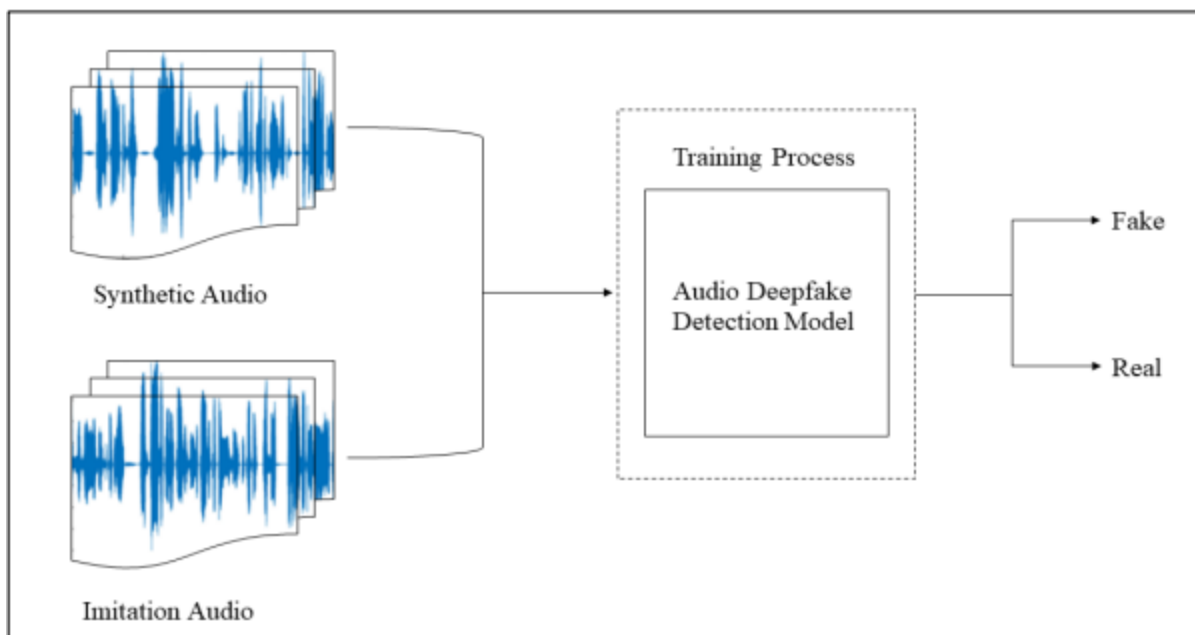 Synthetic Audio
Imitation Audio
Training Process
Audio Deepfake
Detection Model
Fake
Real